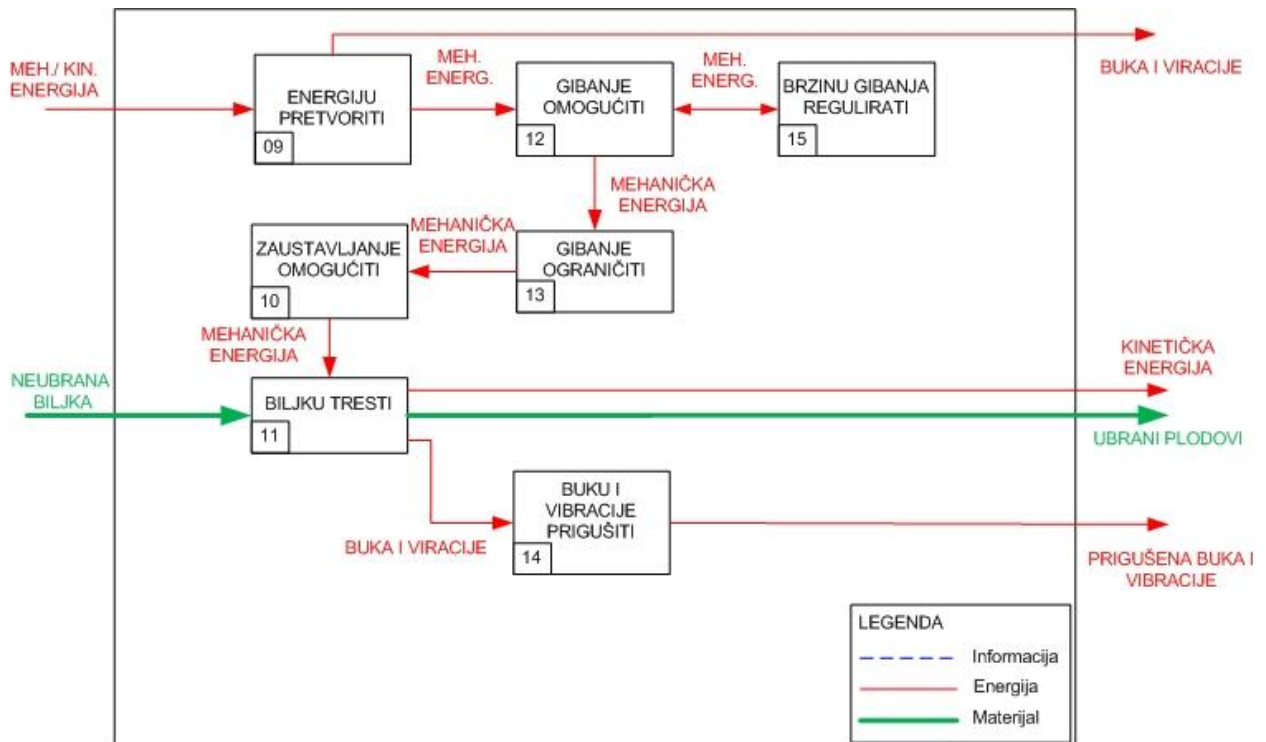 MEH./ KIN.
ENERGIJA
ENERGIJU
PRETVORITI
09
MEH.
ENERG.
GIBANJE
OMOGUĆITI
12
MEH.
ENERG.
BRZINU GIBANJA
REGULIRATI
15
BUKA I VIRACIJE
MEHANIČKA
ENERGIJA
ZAUSTAVLJANJE
OMOGUĆITI
10
MEHANIČKA
ENERGIJA
GIBANJE
OGRANIČITI
13
MEHANIČKA
ENERGIJA
KINETIČKA
ENERGIJA
NEUBRANA
BILJKA
BILJKU TRESTI
11
UBRANI PLODOVI
BUKA I VIRACIJE
BUKU I
VIBRACIJE
PRIGUŠITI
14
PRIGUŠENA BUKA I
VIBRACIJE
LEGENDA
Informacija
Energija
Materijal